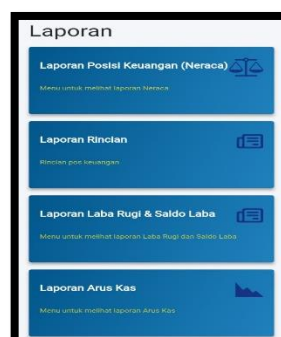 Laporan
Laporan Posisi Keuangan (Neraca)
Menu untuk melihat laporan Neraca
Laporan Rincian
Rincian pos keuangan
Laporan Laba Rugi & Saldo Laba
Menu untuk melihat laporan Laba Rugi dan Saldo Laba
Laporan Arus Kas
Menu untuk melihat laporan Arus Kas